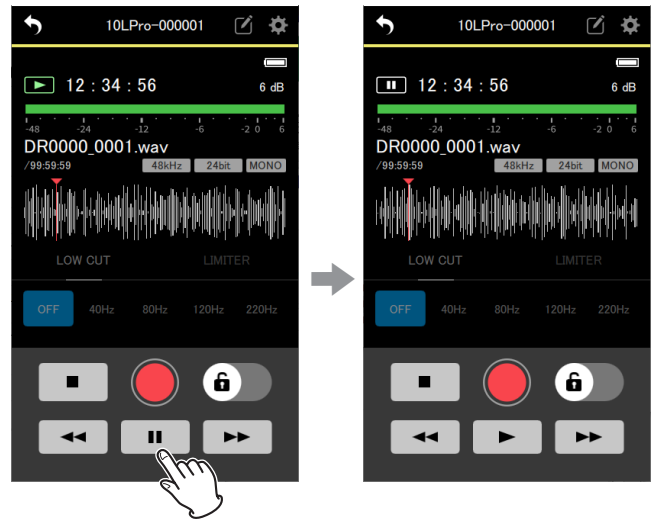 10LPro-000001
12 : 34 : 56
6 dB
-48 -24 -12 -6 -2 0 6
DR0000_0001.wav
/99:59:59 48kHz 24bit MONO
LOW CUT LIMITER
OFF 40Hz 80Hz 120Hz 220Hz
10LPro-000001
12 : 34 : 56
6 dB
-48 -24 -12 -6 -2 0 6
DR0000_0001.wav
/99:59:59 48kHz 24bit MONO
LOW CUT LIMITER
OFF 40Hz 80Hz 120Hz 220Hz